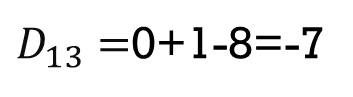 D₁₃ =0+1-8=-7